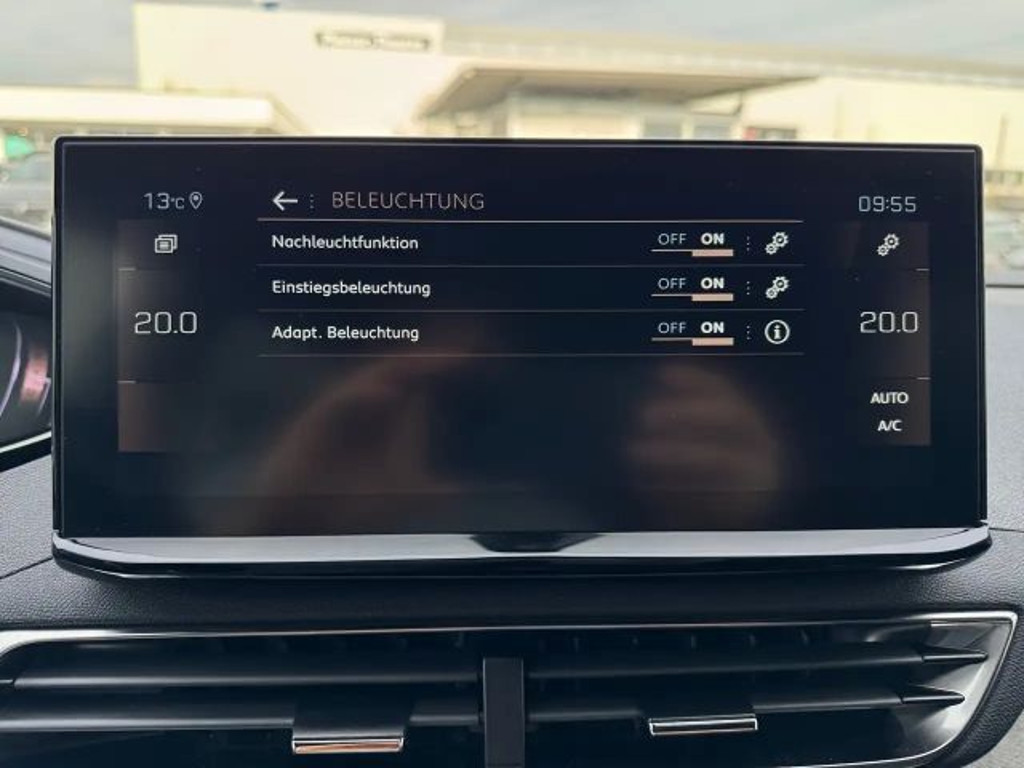 13°C
BELEUCHTUNG
09:55
Nachleuchtfunktion OFF ON
Einstiegsbeleuchtung OFF ON
20.0
Adapt. Beleuchtung OFF ON
20.0
AUTO
A/C